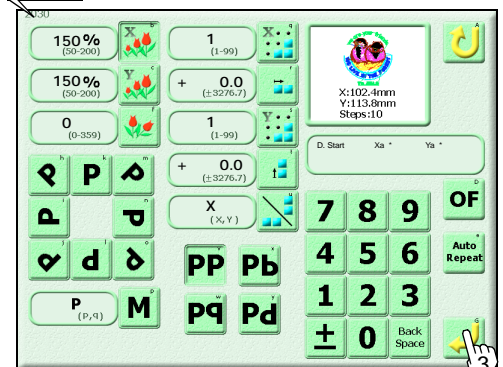 2030
150%
(50-200)
X
b
1
(1-99)
X
q
A
150%
(50-200)
Y
c
+ 0.0
(±3276.7)
r
X:102.4mm
Y:113.8mm
Steps:10
0
(0-359)
f
1
(1-99)
Y
s
D. Start Xa * Ya *
h P k P m P
+ 0.0
(±3276.7)
t
P i P n
X
(X,Y)
u
7 8 9
OF
D
j d P o
PP v Pb x
4 5 6
Auto
Repeat
P
(P,q)
M
p
Pq w Pd y
1 2 3
± 0 Back
Space
G
3